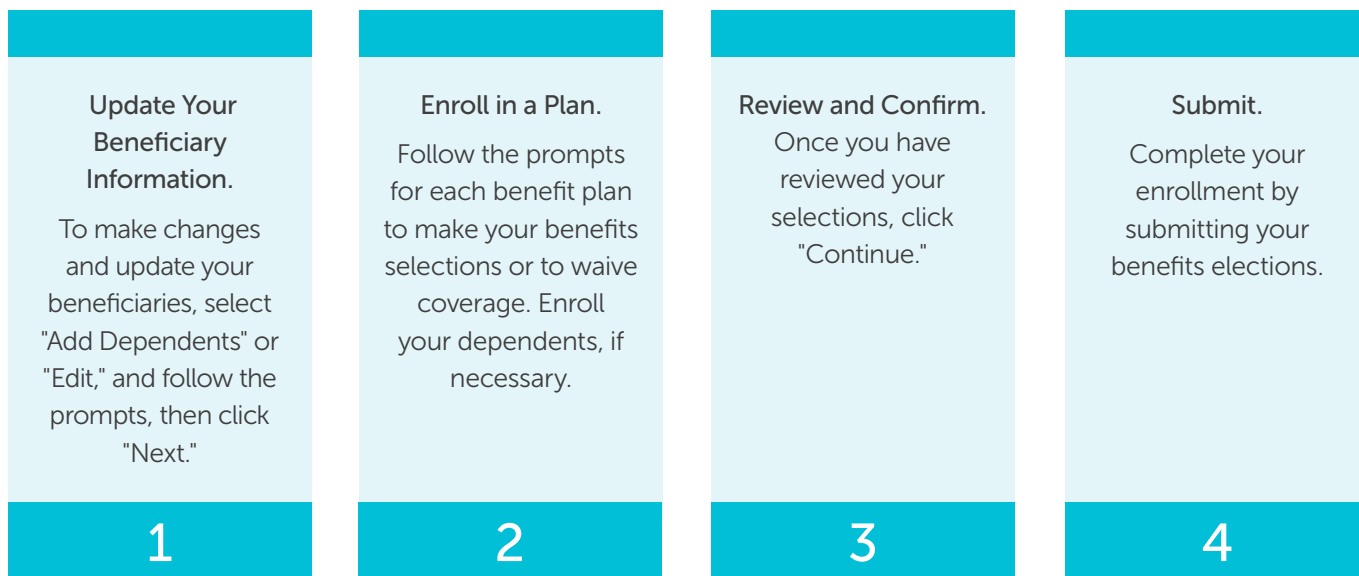 Update Your
Beneficiary
Information.
To make changes
and update your
beneficiaries, select
"Add Dependents" or
"Edit," and follow the
prompts, then click
"Next."
1
Enroll in a Plan.
Follow the prompts
for each benefit plan
to make your benefits
selections or to waive
coverage. Enroll
your dependents, if
necessary.
2
Review and Confirm.
Once you have
reviewed your
selections, click
"Continue."
3
Submit.
Complete your
enrollment by
submitting your
benefits elections.
4